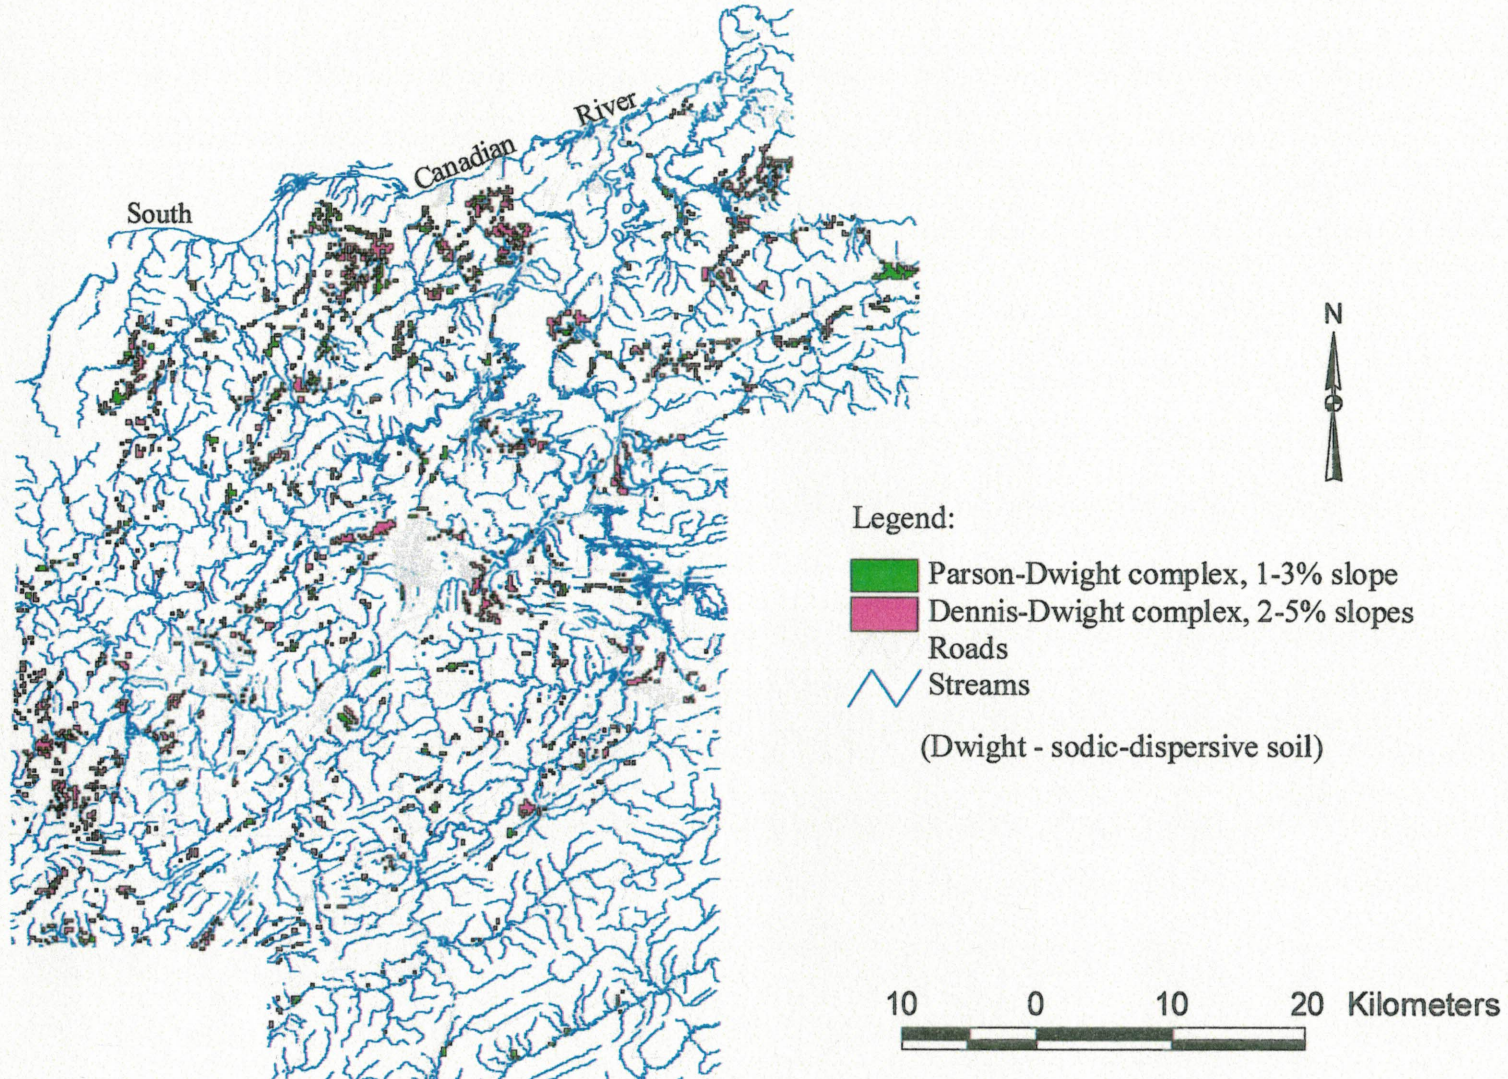 River
Canadian
South
N
Legend:
Parson-Dwight complex, 1-3% slope
Dennis-Dwight complex, 2-5% slopes
Roads
Streams
(Dwight - sodic-dispersive soil)
10 0 10 20 Kilometers